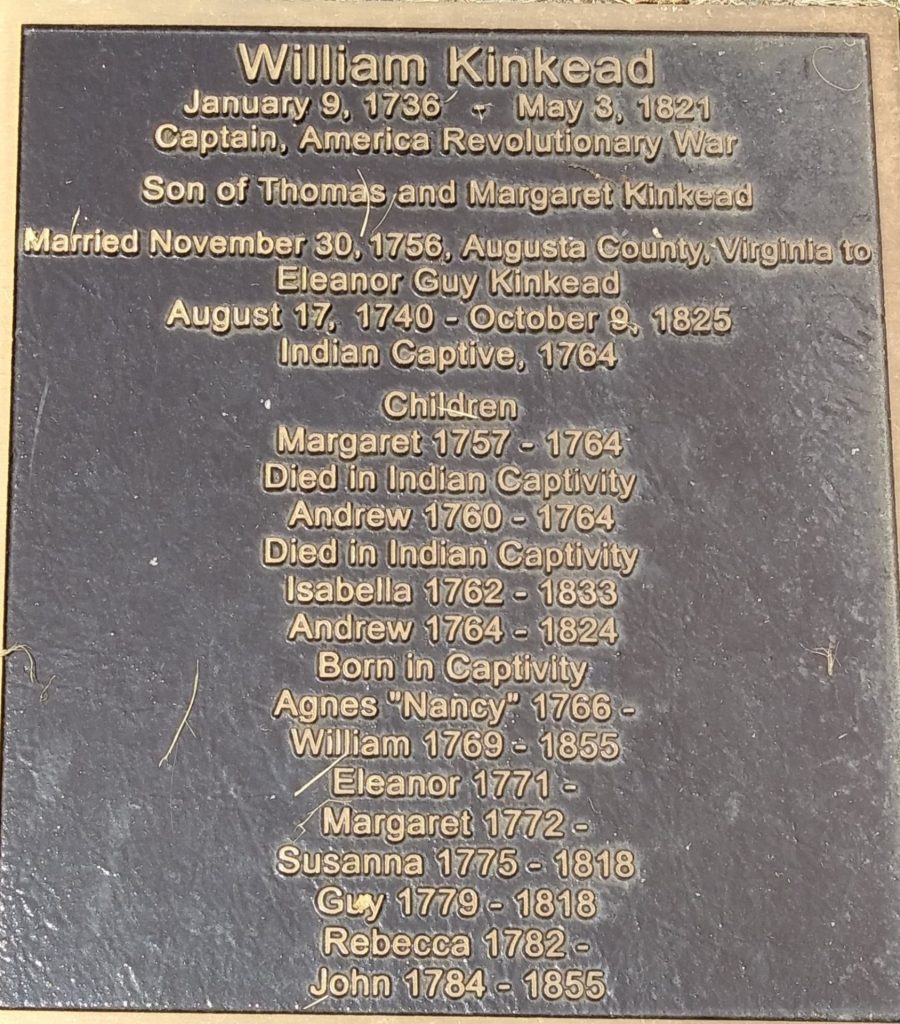 William Kinkead
January 9, 1736 - May 3, 1821
Captain, America Revolutionary War
Son of Thomas and Margaret Kinkead
Married November 30, 1756, Augusta County, Virginia to
Eleanor Guy Kinkead
August 17, 1740 - October 9, 1825
Indian Captive, 1764
Children
Margaret 1757 - 1764
Died in Indian Captivity
Andrew 1760 - 1764
Died in Indian Captivity
Isabella 1762 - 1833
Andrew 1764 - 1824
Born in Captivity
Agnes "Nancy" 1766 -
William 1769 - 1855
Eleanor 1771 -
Margaret 1772 -
Susanna 1775 - 1818
Guy 1779 - 1818
Rebecca 1782 -
John 1784 - 1855